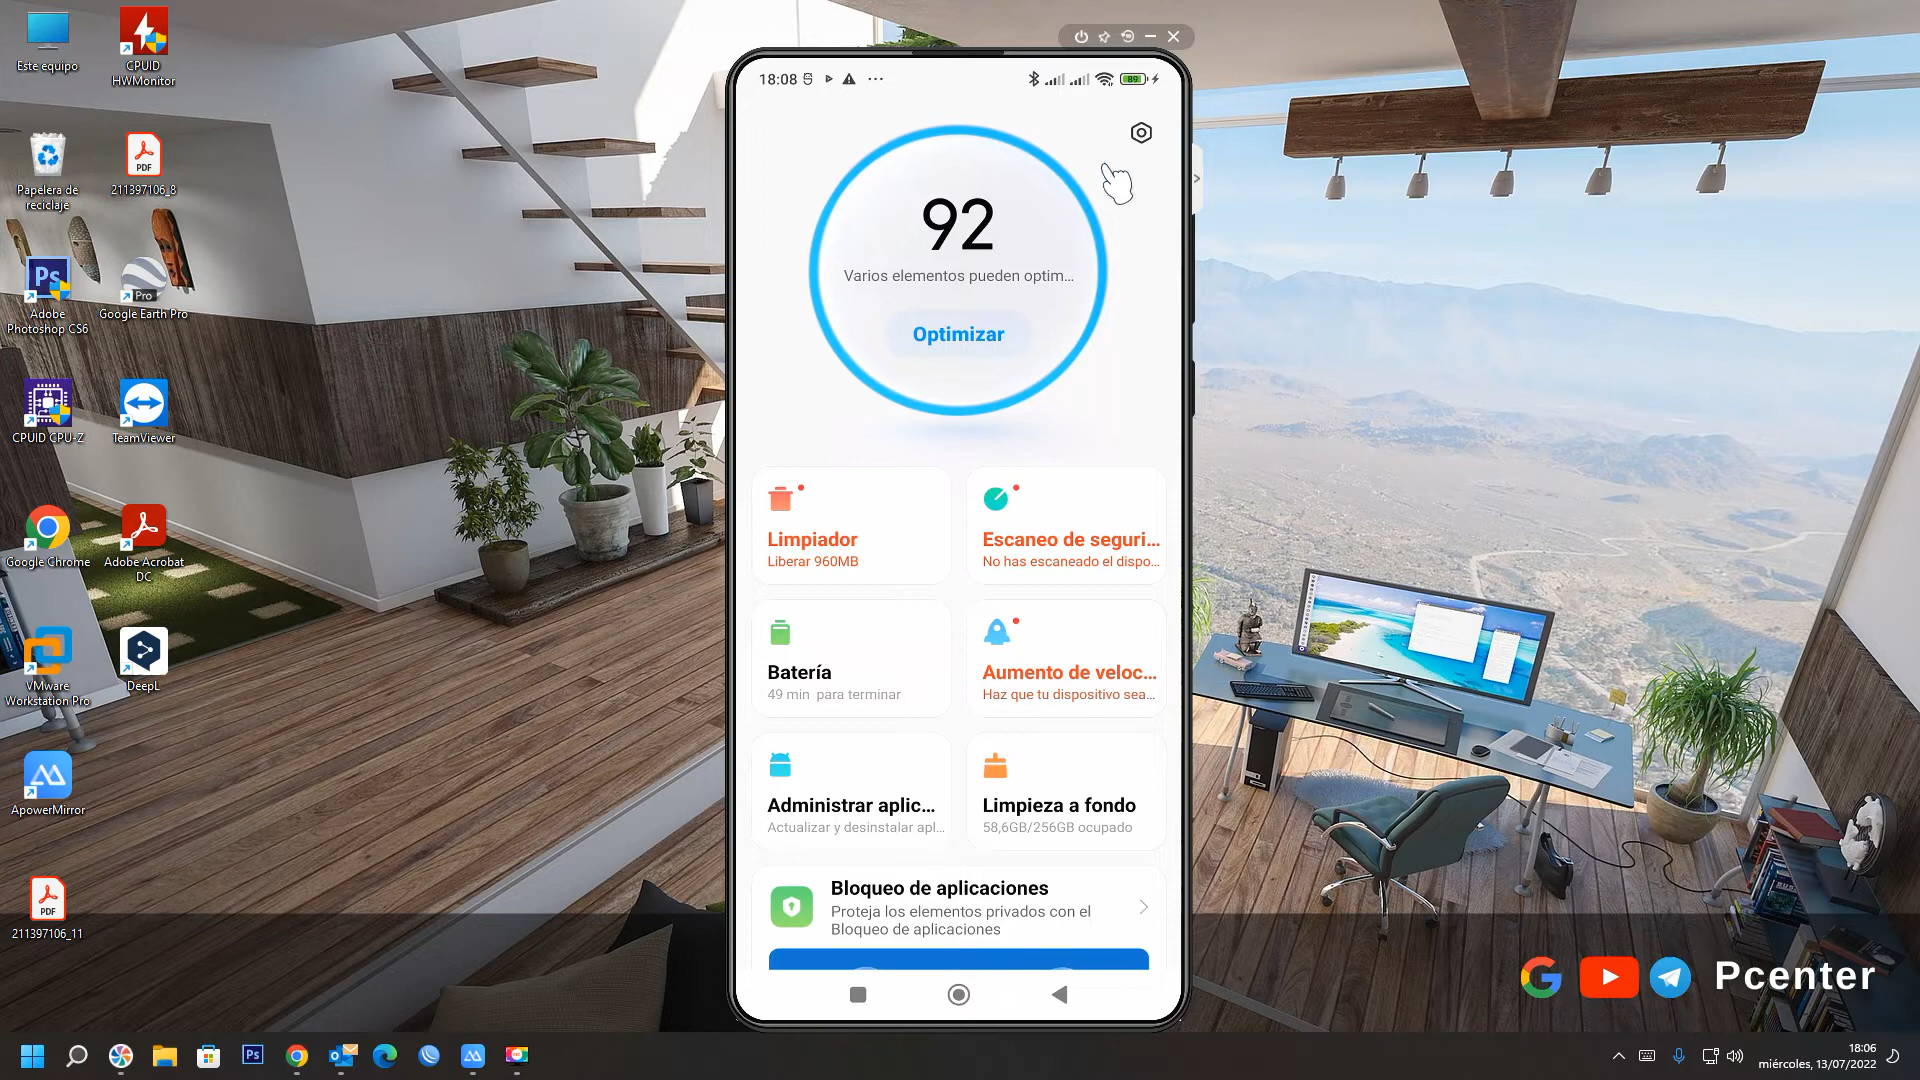 Este equipo
CPUID
HWMonitor
Papelera de
reciclaje
PDF
211397106_8
Ps
Adobe
Photoshop CS6
Pro
Google Earth Pro
CPUID CPU-Z
TeamViewer
Google Chrome
Adobe Acrobat
DC
VMware
Workstation Pro
DeepL
ApowerMirror
PDF
211397106_11
18:08
89
92
Varios elementos pueden optim...
Optimizar
Limpiador
Liberar 960MB
Escaneo de seguri...
No has escaneado el dispo...
Batería
49 min para terminar
Aumento de veloc...
Haz que tu dispositivo sea...
Administrar aplic...
Actualizar y desinstalar apl...
Limpieza a fondo
58,6GB/256GB ocupado
Bloqueo de aplicaciones
Proteja los elementos privados con el
Bloqueo de aplicaciones
Pcenter
Ps
18:06
miércoles, 13/07/2022